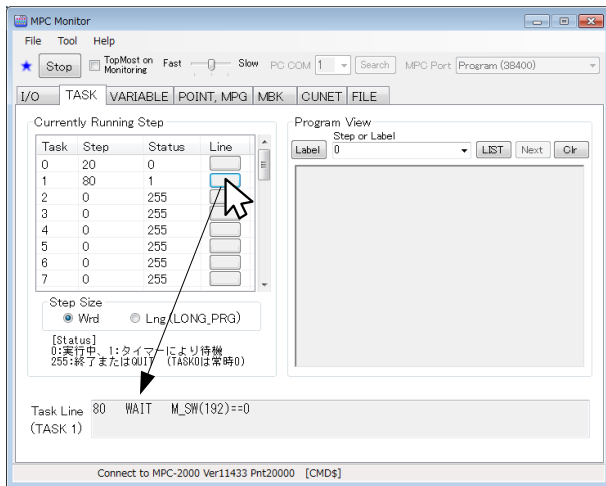 MPC Monitor
File Tool Help
Stop TopMost on Monitoring Fast Slow PC COM 1 Search MPC Port Program (38400)
I/O TASK VARIABLE POINT, MPG MBK CUNET FILE
Currently Running Step
Task Step Status Line
0 20 0
1 80 1
2 0 255
3 0 255
4 0 255
5 0 255
6 0 255
7 0 255
Step Size
Wrd Lng(LONG_PRG)
[Status]
0:実行中、1:タイマーにより待機
255:終了またはQUIT (TASK0は常時0)
Program View
Step or Label
Label 0 LIST Next Clr
Task Line 80 WAIT M_SW(192)==0
(TASK 1)
Connect to MPC-2000 Ver11433 Pnt20000 [CMD$]